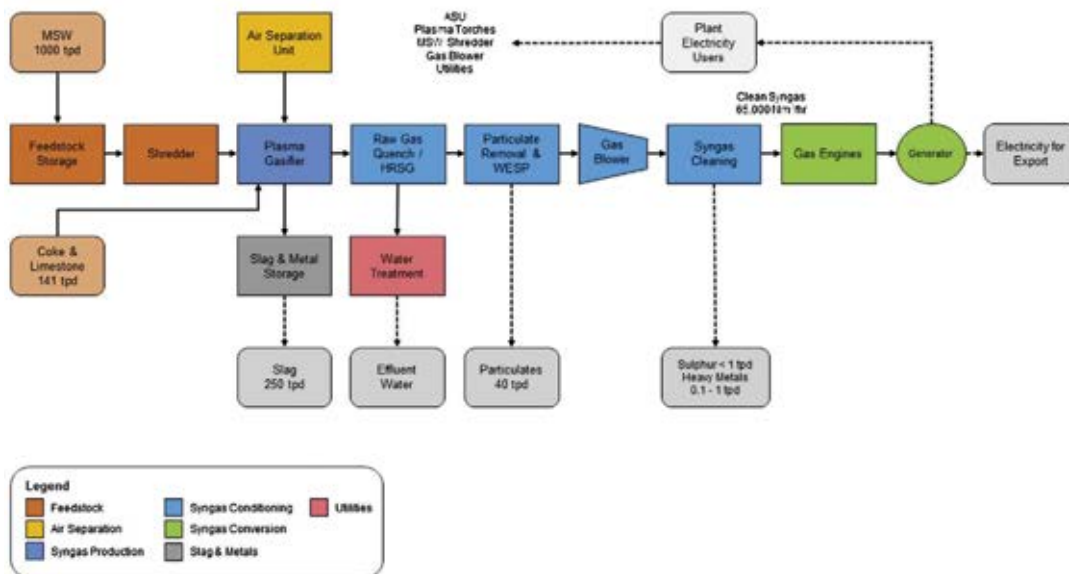 MSW
1000 tpd
Air Separation
Unit
ASU
Plasma Torches
MSW Shredder
Gas Blower
Utilities
Plant
Electricity
Users
Clean Syngas
Feedstock
Storage
Shredder
Plasma
Gasifier
Raw Gas
Quench /
HRSG
Particulate
Removal &
WESP
Gas
Blower
Syngas
Cleaning
Gas Engines
Generator
Electricity for
Export
Coke &
Limestone
141 tpd
Slag & Metal
Storage
Water
Treatment
Slag
250 tpd
Effluent
Water
Particulates
40 tpd
Sulphur < 1 tpd
Heavy Metals
0.1 - 1 tpd
Legend
Feedstock
Syngas Conditioning
Utilities
Air Separation
Syngas Conversion
Syngas Production
Slag & Metals